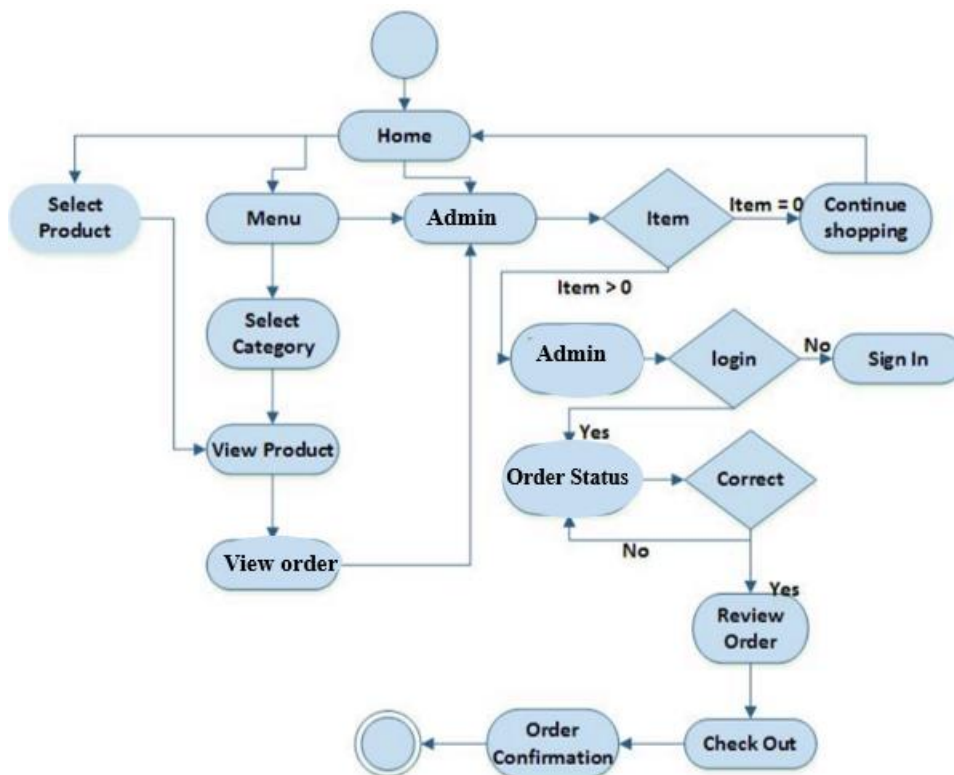 Home
Select
Product
Menu
Admin
Item
Item = 0
Continue
shopping
Item > 0
Select
Category
Admin
login
No
Sign In
Yes
View Product
Order Status
Correct
No
View order
Yes
Review
Order
Order
Confirmation
Check Out